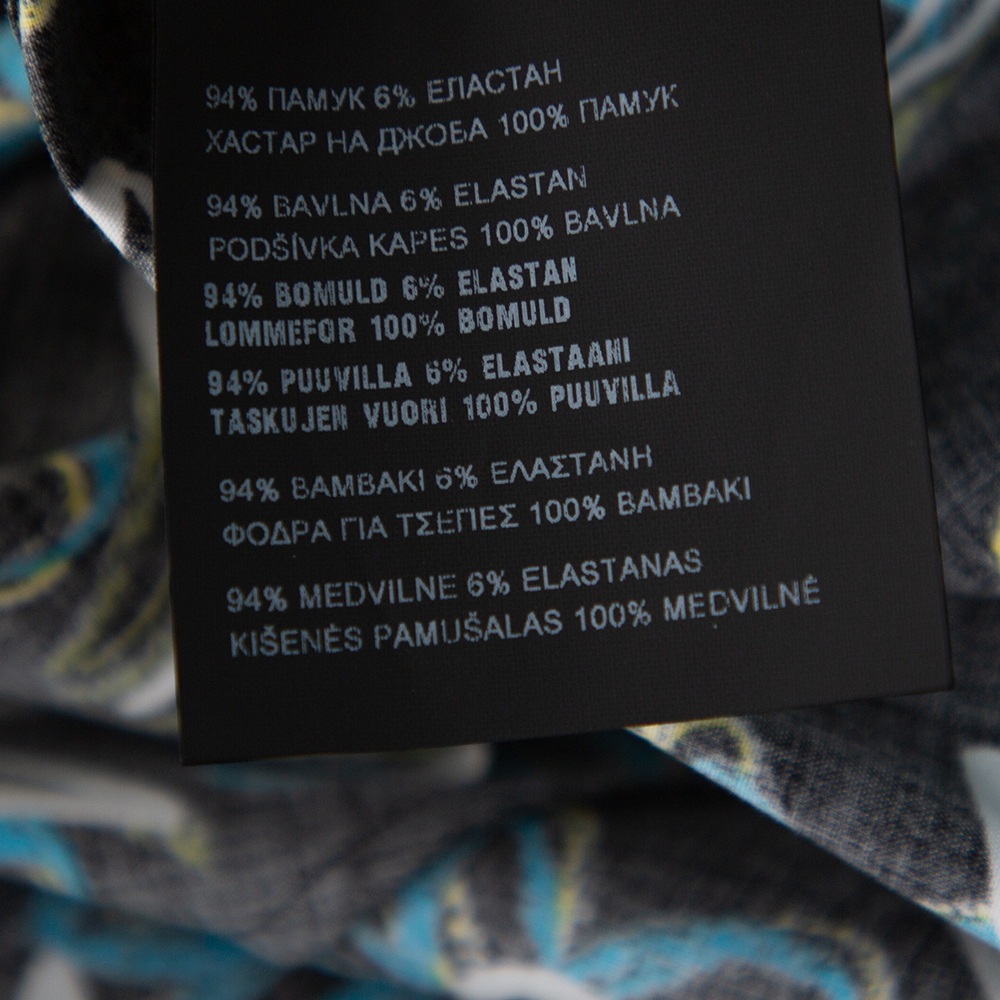 94% ПАМУК 6% ЕЛАСТАН
ХАСТАР НА ДЖОБА 100% ПАМУК
94% BAVLNA 6% ELASTAN
PODŠÍVKA KAPES 100% BAVLNA
94% BOMULD 6% ELASTAN
LOMMEFOR 100% BOMULD
94% PUUVILLA 6% ELASTAANI
TASKUJEN VUORI 100% PUUVILLA
94% ΒΑΜΒΑΚΙ 6% ΕΛΑΣΤΑΝΗ
ΦΟΔΡΑ ΓΙΑ ΤΣΕΠΕΣ 100% ΒΑΜΒΑΚΙ
94% MEDVILNE 6% ELASTANAS
KIŠENĖS PAMUŠALAS 100% MEDVILNĖ